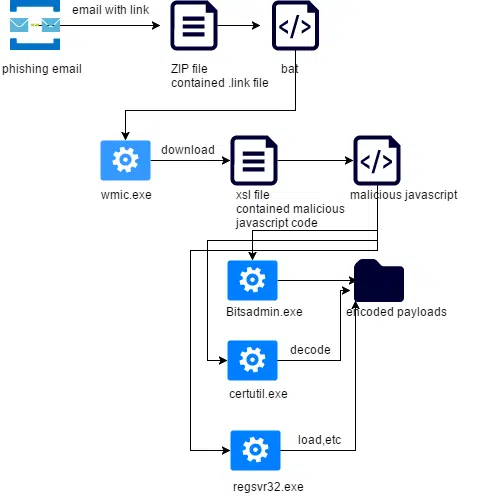 email with link
phishing email
ZIP file
contained .link file
bat
download
wmic.exe
xsl file
contained malicious
javascript code
malicious javascript
Bitsadmin.exe
encoded payloads
decode
certutil.exe
load,etc
regsvr32.exe